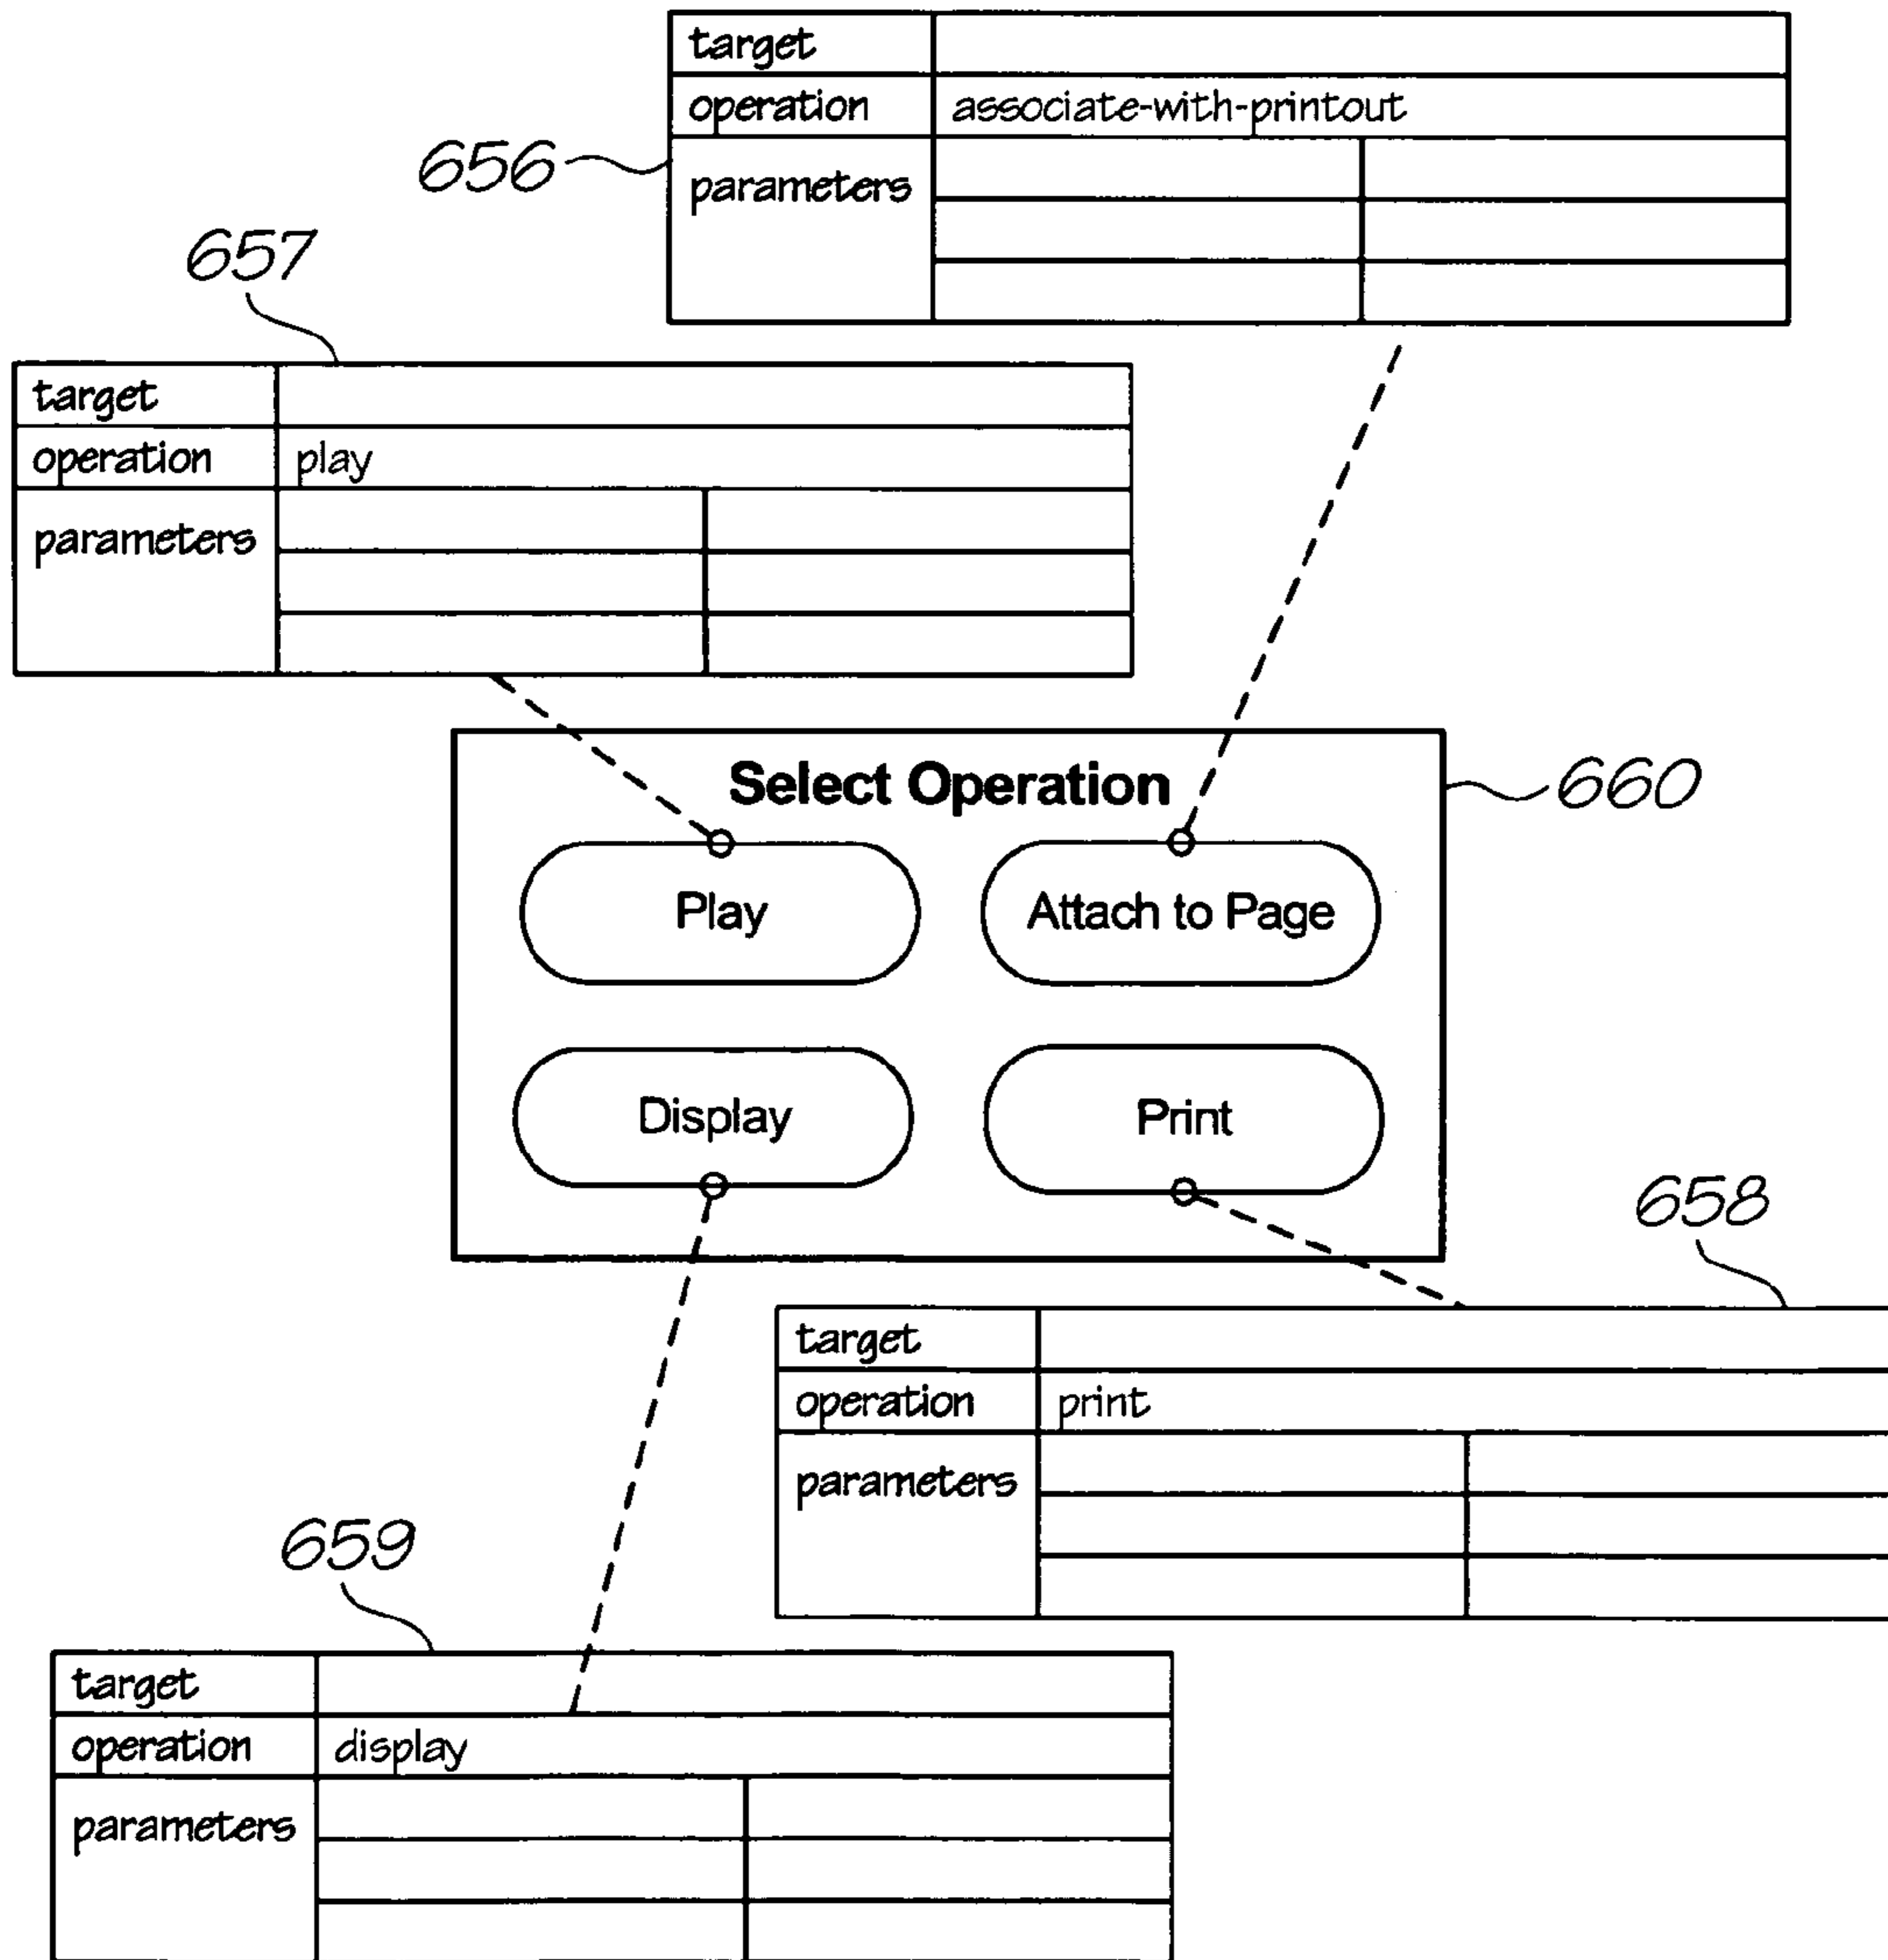 target
operation associate-with-printout
656
parameters
657
target
operation play
parameters
Select Operation
660
Play Attach to Page
Display Print
658
target
operation print
parameters
659
target
operation display
parameters